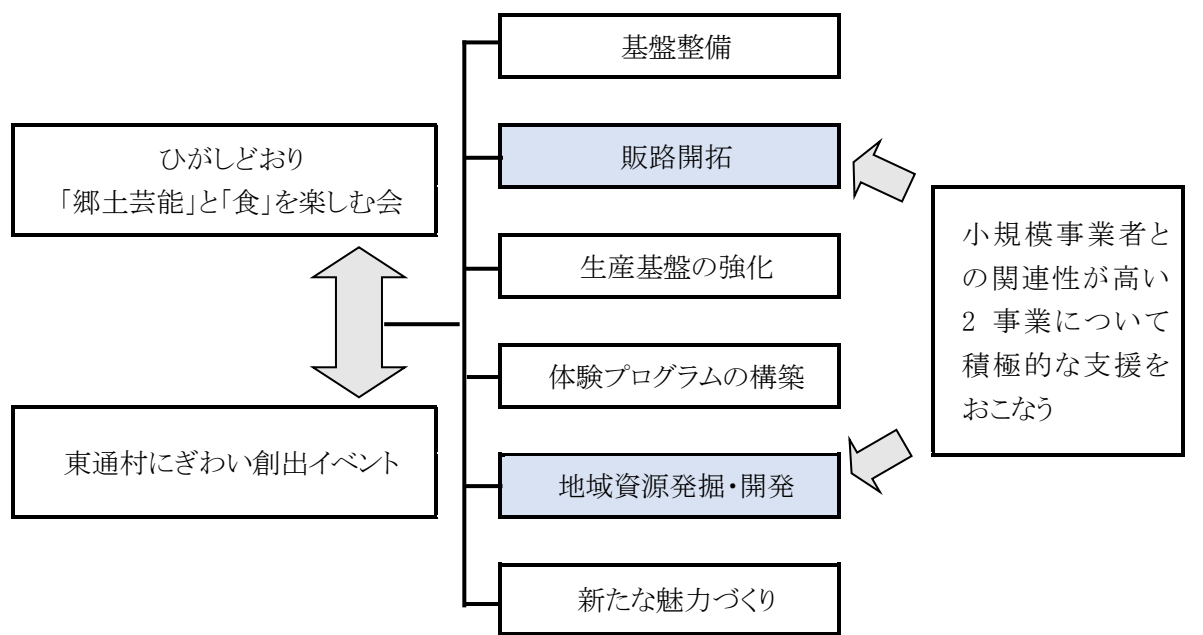 ひがしどおり
「郷土芸能」と「食」を楽しむ会
東通村にぎわい創出イベント
基盤整備
販路開拓
生産基盤の強化
体験プログラムの構築
地域資源発掘・開発
新たな魅力づくり
小規模事業者と
の関連性が高い
2 事業について
積極的な支援を
おこなう